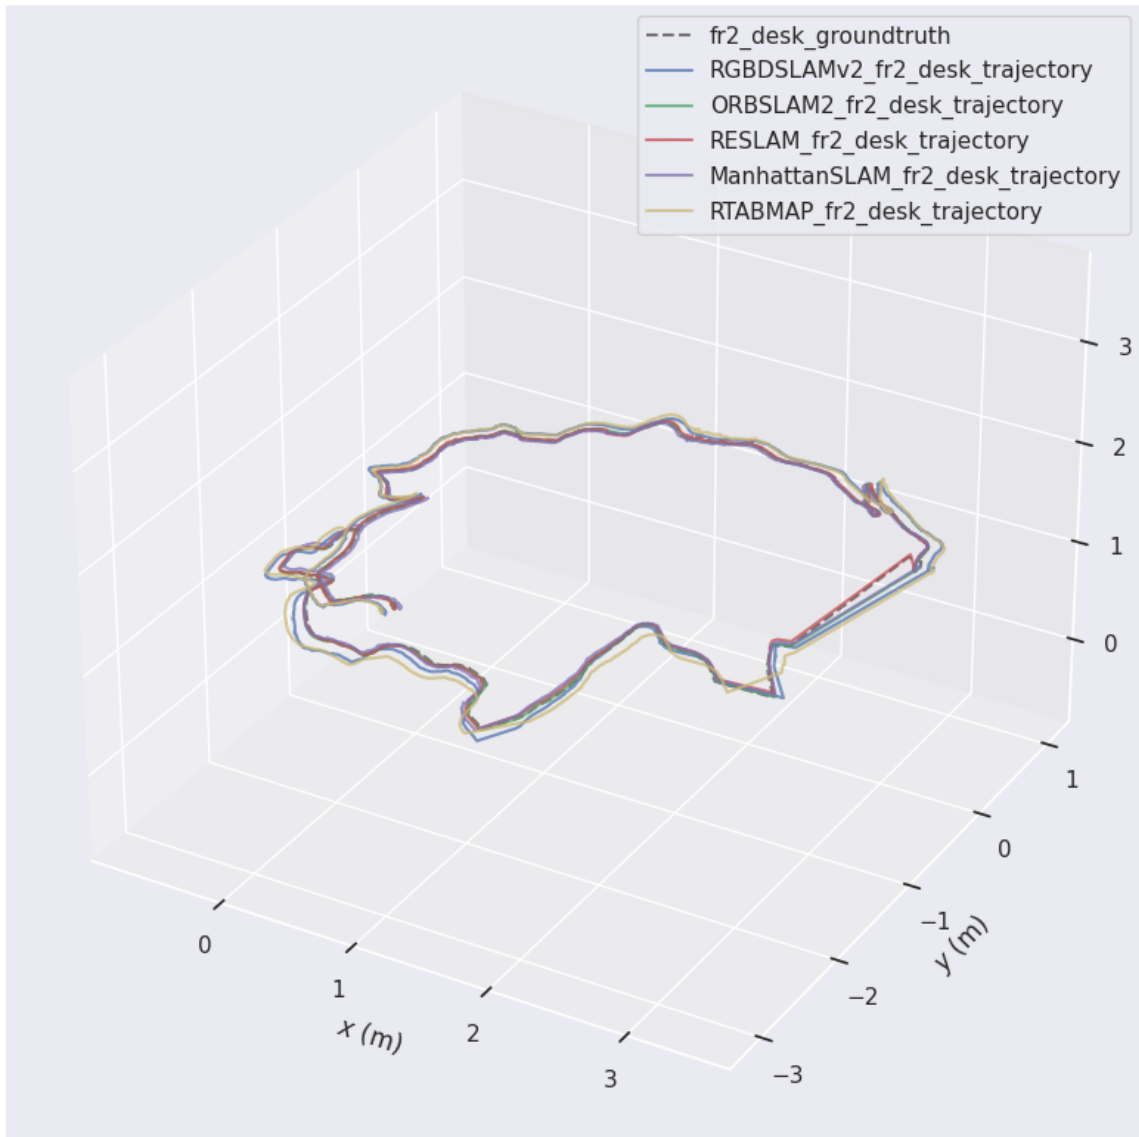 fr2_desk_groundtruth
RGBDSLAMv2_fr2_desk_trajectory
ORBSLAM2_fr2_desk_trajectory
RESLAM_fr2_desk_trajectory
ManhattanSLAM_fr2_desk_trajectory
RTABMAP_fr2_desk_trajectory
3
2
1
0
1
0
−1
−2
−3
y (m)
0
1
2
3
x (m)